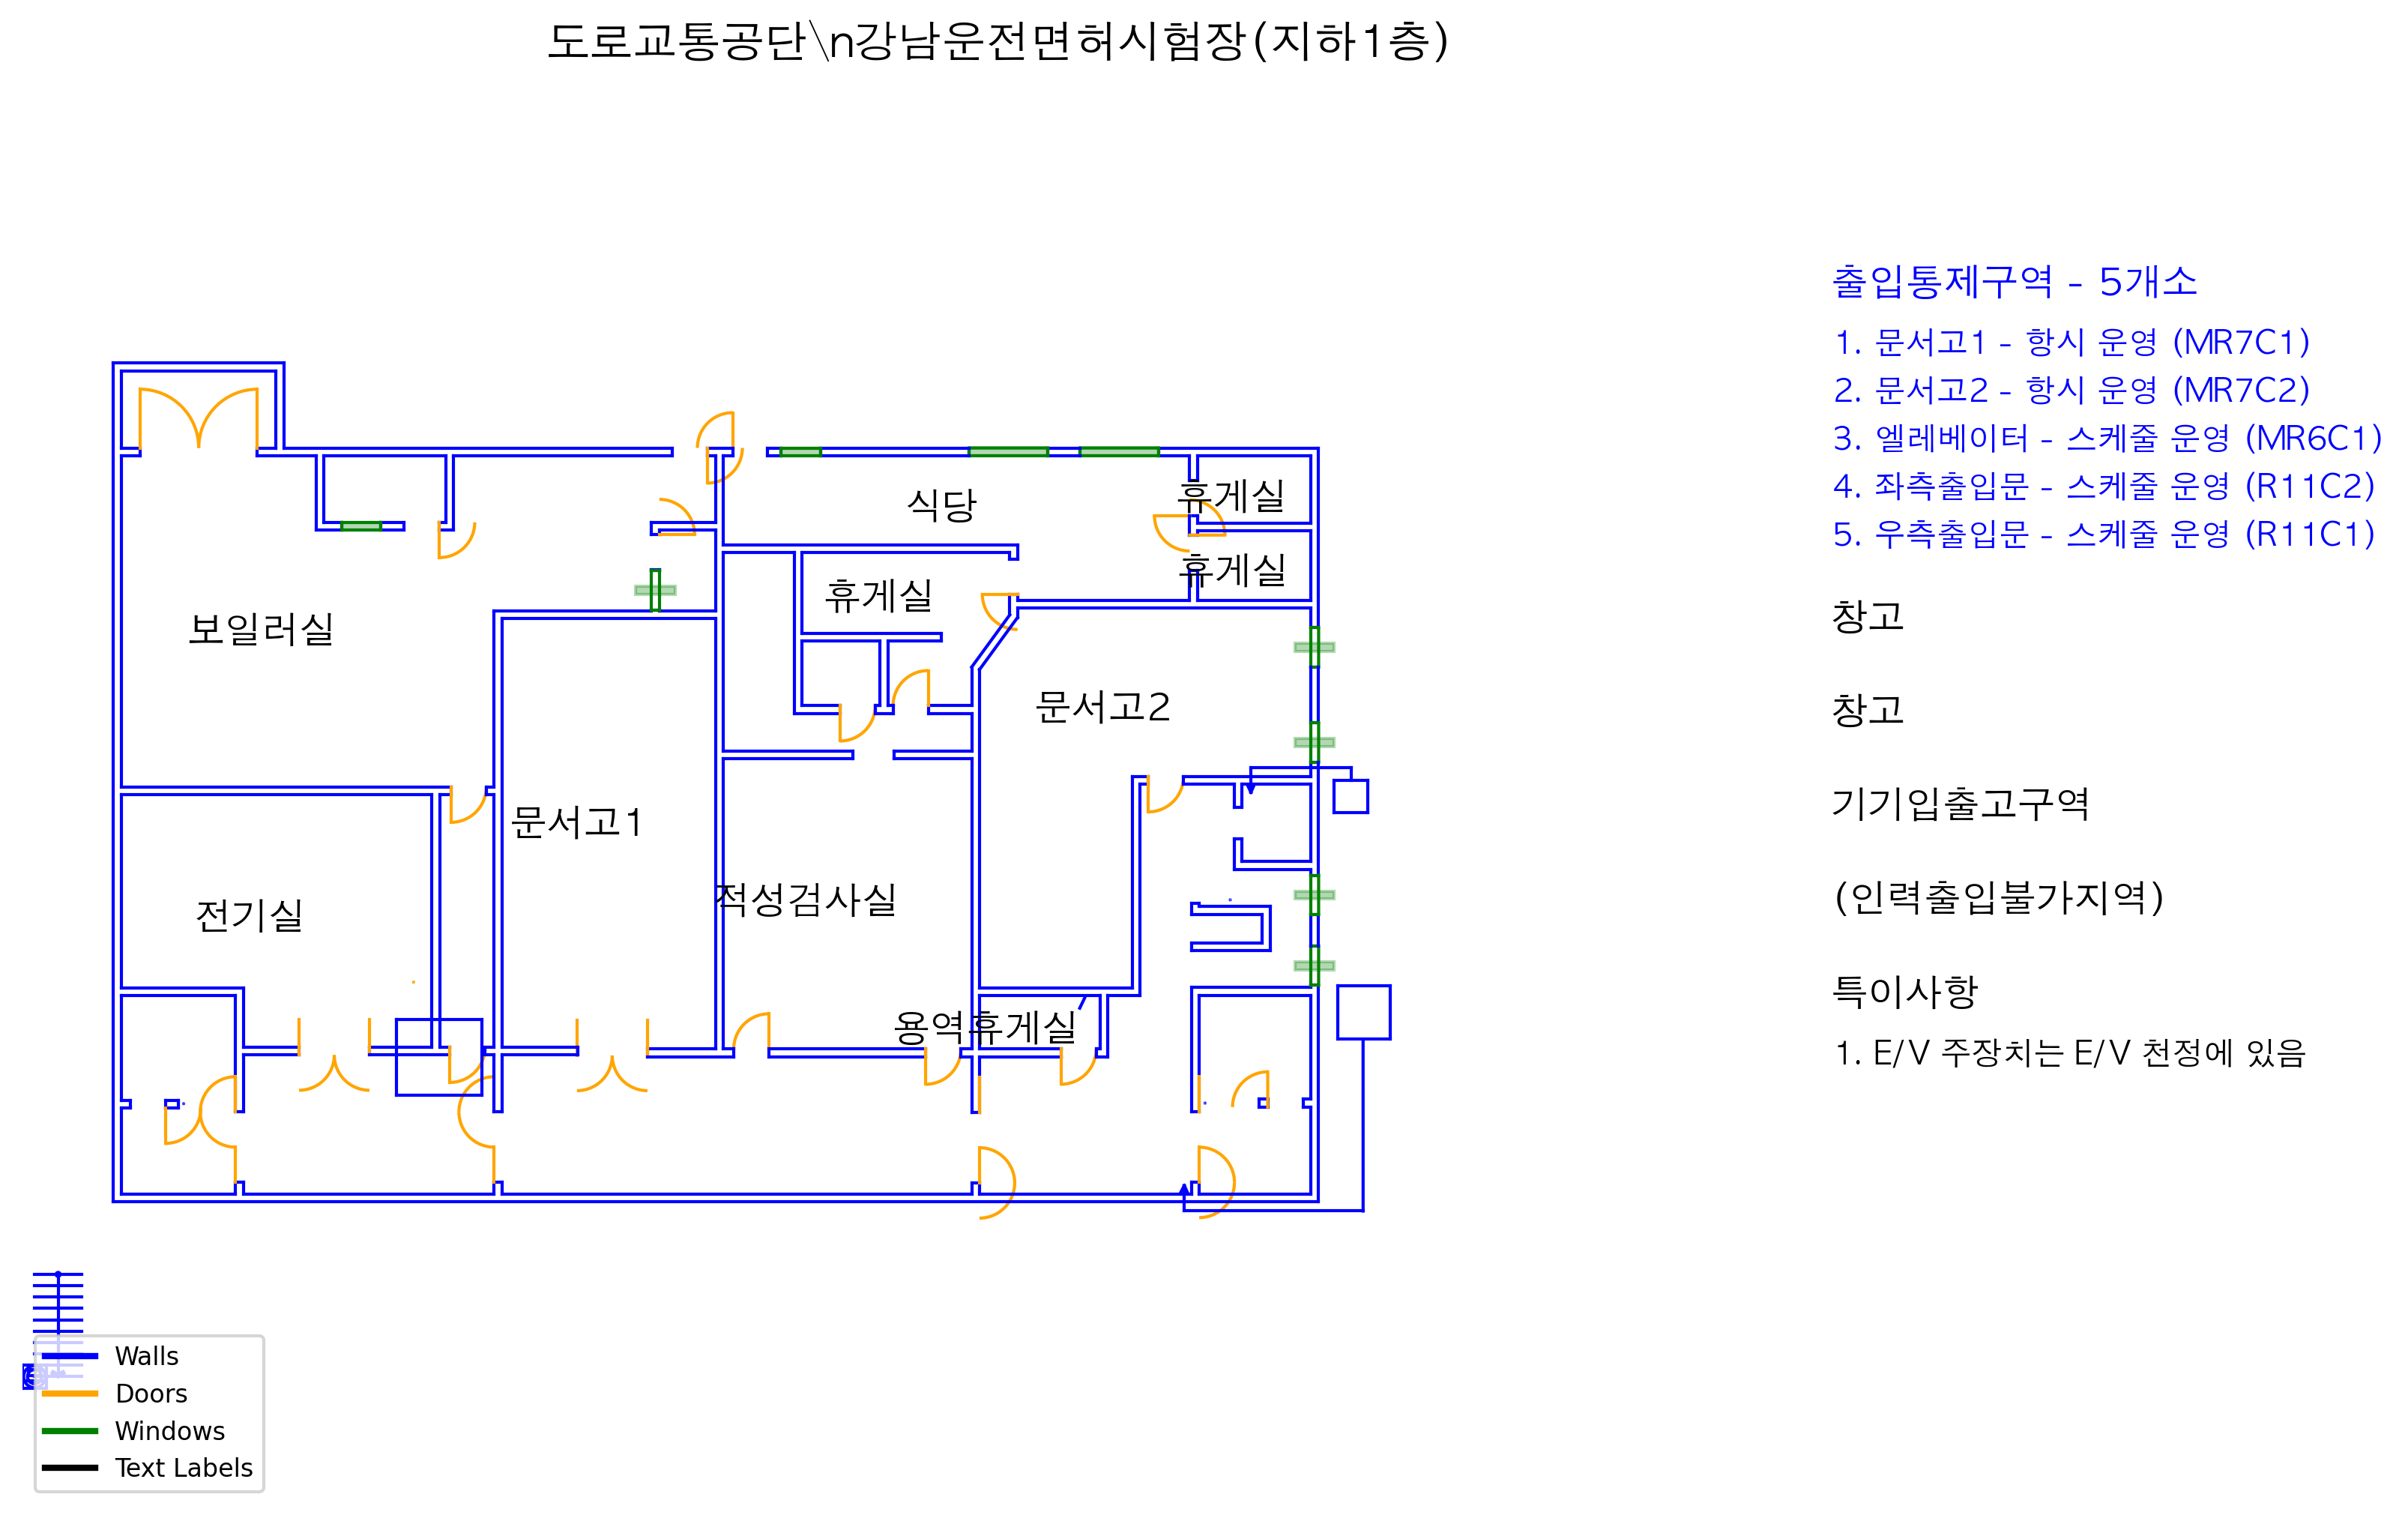 도로교통공단\n강남운전면허시험장(지하1층)
출입통제구역 - 5개소
1. 문서고1 - 항시 운영 (MR7C1)
2. 문서고2 - 항시 운영 (MR7C2)
3. 엘레베이터 - 스케줄 운영 (MR6C1)
4. 좌측출입문 - 스케줄 운영 (R11C2)
5. 우측출입문 - 스케줄 운영 (R11C1)
창고
창고
기기입출고구역
(인력출입불가지역)
특이사항
1. E/V 주장치는 E/V 천정에 있음
식당
휴게실
휴게실
휴게실
보일러실
문서고2
문서고1
적성검사실
전기실
용역휴게실
Walls
Doors
Windows
Text Labels